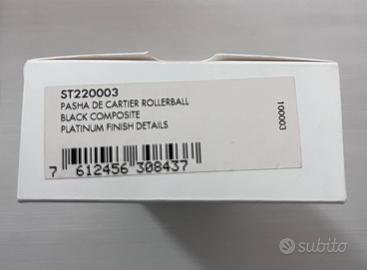 ST220003
PASHA DE CARTIER ROLLERBALL
BLACK COMPOSITE
PLATINUM FINISH DETAILS
7 612456 308437
100003
subito